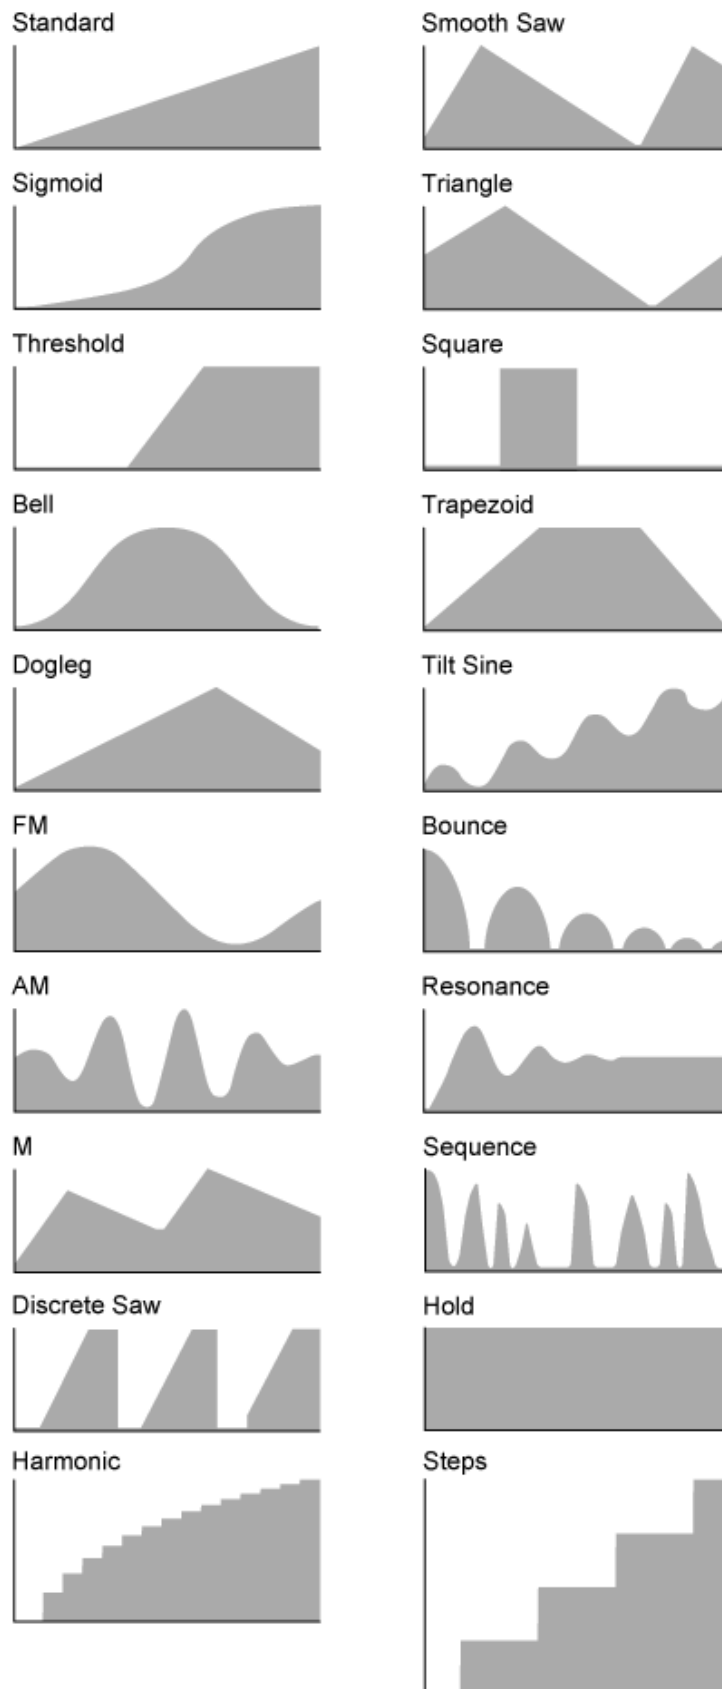 Standard
Smooth Saw
Sigmoid
Triangle
Threshold
Square
Bell
Trapezoid
Dogleg
Tilt Sine
FM
Bounce
AM
Resonance
M
Sequence
Discrete Saw
Hold
Harmonic
Steps